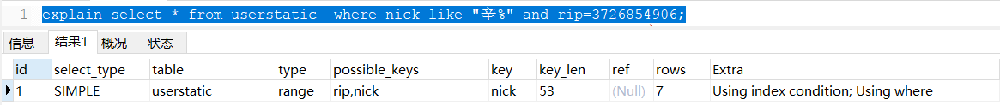 1 explain select * from userstatic  where nick like "辛%" and rip=3726854906;
信息 结果1 概况 状态
id select_type table type possible_keys key key_len ref rows Extra
1 SIMPLE userstatic range rip,nick nick 53 (Null) 7 Using index condition; Using where